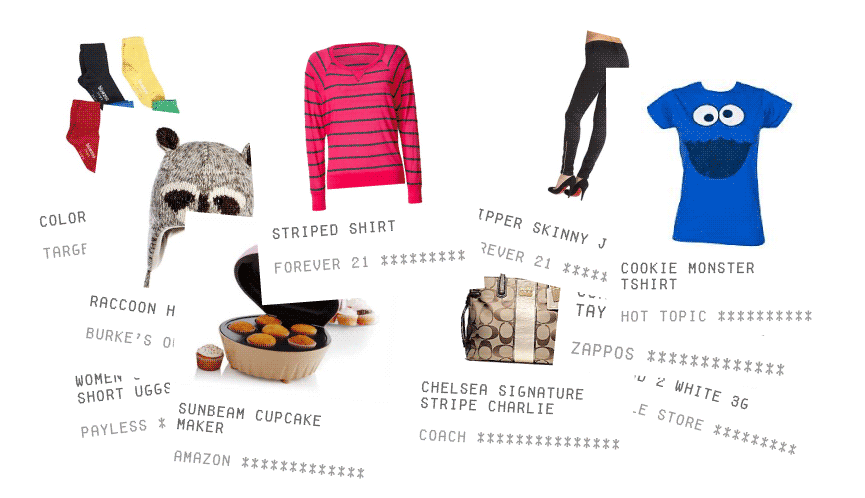 COLOR
TARGE
STRIPED SHIRT
FOREVER 21 **********
IPPER SKINNY J
REVER 21 *****
COOKIE MONSTER
TSHIRT
HOT TOPIC **********
RACCOON H
BURKE'S O
TAY
ZAPPOS *************
WOMEN
SHORT UGGS
PAYLESS *
SUNBEAM CUPCAKE
MAKER
AMAZON *************
CHELSEA SIGNATURE
STRIPE CHARLIE
COACH ***************
D 2 WHITE 3G
LE STORE *********